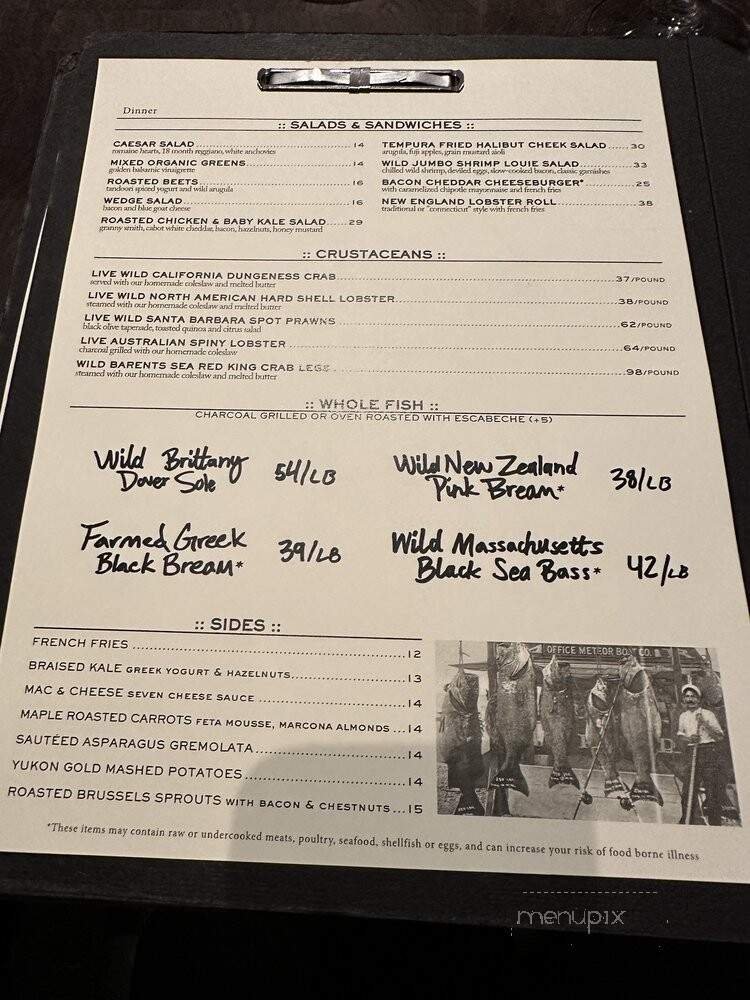 Dinner
:: SALADS & SANDWICHES ::
CAESAR SALAD 14
romaine hearts, 18 month reggiano, white anchovies
MIXED ORGANIC GREENS 14
golden balsamic vinaigrette
ROASTED BEETS 16
tandoori spiced yogurt and wild arugula
WEDGE SALAD 16
bacon and blue goat cheese
ROASTED CHICKEN & BABY KALE SALAD 29
granny smith, cabot white cheddar, bacon, hazelnuts, honey mustard
TEMPURA FRIED HALIBUT CHEEK SALAD 30
arugula, fuji apples, grain mustard aioli
WILD JUMBO SHRIMP LOUIE SALAD 33
chilled wild shrimp, deviled eggs, slow-cooked bacon, classic garnishes
BACON CHEDDAR CHEESEBURGER* 25
with caramelized chipotle mayonnaise and french fries
NEW ENGLAND LOBSTER ROLL 38
traditional or "connecticut" style with french fries
:: CRUSTACEANS ::
LIVE WILD CALIFORNIA DUNGENESS CRAB 37/POUND
served with our homemade coleslaw and melted butter
LIVE WILD NORTH AMERICAN HARD SHELL LOBSTER 38/POUND
steamed with our homemade coleslaw and melted butter
LIVE WILD SANTA BARBARA SPOT PRAWNS 62/POUND
black olive tapenade, toasted quinoa and citrus salad
LIVE AUSTRALIAN SPINY LOBSTER 64/POUND
charcoal grilled with our homemade coleslaw
WILD BARENTS SEA RED KING CRAB LEGS 98/POUND
steamed with our homemade coleslaw and melted butter
:: WHOLE FISH ::
CHARCOAL GRILLED OR OVEN ROASTED WITH ESCABECHE (+5)
Wild Brittany
Dover Sole 54/LB
Wild New Zealand
Pink Bream* 38/LB
Farmed Greek
Black Bream* 39/LB
Wild Massachusetts
Black Sea Bass* 42/LB
:: SIDES ::
FRENCH FRIES 12
BRAISED KALE GREEK YOGURT & HAZELNUTS 13
MAC & CHEESE SEVEN CHEESE SAUCE 14
MAPLE ROASTED CARROTS FETA MOUSSE, MARCONA ALMONDS 14
SAUTÉED ASPARAGUS GREMOLATA 14
YUKON GOLD MASHED POTATOES 14
ROASTED BRUSSELS SPROUTS WITH BACON & CHESTNUTS 15
OFFICE METEOR BOAT CO.
*These items may contain raw or undercooked meats, poultry, seafood, shellfish or eggs, and can increase your risk of food borne illness
menupix